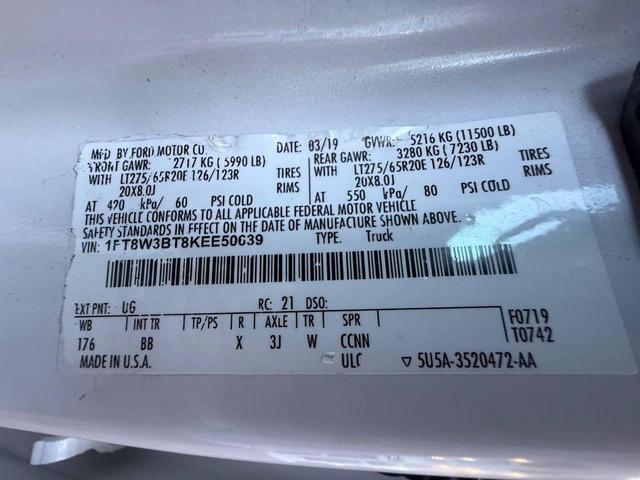 MFD BY FORD MOTOR CO. DATE: 03/19 GVWR: 5216 KG (11500 LB)
FRONT GAWR: 2717 KG (5990 LB) REAR GAWR: 3280 KG (7230 LB)
WITH LT275/65R20E 126/123R TIRES WITH LT275/65R20E 126/123R TIRES
20X8.0J RIMS 20X8.0J RIMS
AT 420 kPa/ 60 PSI COLD AT 550 kPa/ 80 PSI COLD
THIS VEHICLE CONFORMS TO ALL APPLICABLE FEDERAL MOTOR VEHICLE
SAFETY STANDARDS IN EFFECT ON THE DATE OF MANUFACTURE SHOWN ABOVE.
VIN: 1FT8W3BT8KEE50639 TYPE: Truck
EXT PNT: UG RC: 21 DSO:
WB INT TR TP/PS R AXLE TR SPR F0719
176 BB X 3J W CCNN T0742
MADE IN U.S.A. ULC ▽ 5U5A-3520472-AA